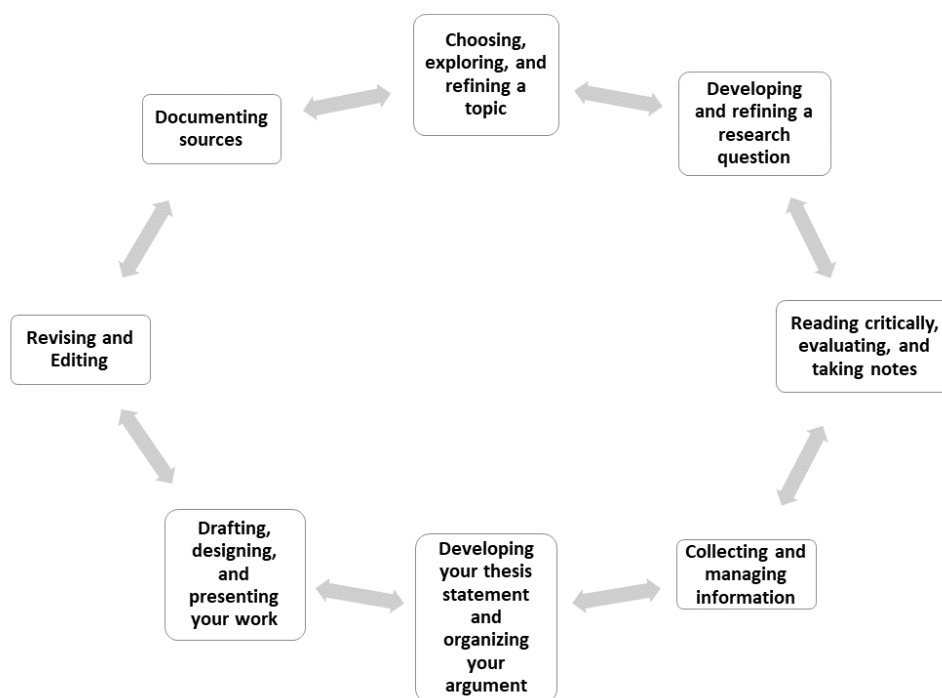 Choosing,
exploring, and
refining a
topic
Developing
and refining a
research
question
Reading critically,
evaluating, and
taking notes
Collecting and
managing
information
Developing
your thesis
statement
and
organizing
your
argument
Drafting,
designing,
and
presenting
your work
Revising and
Editing
Documenting
sources